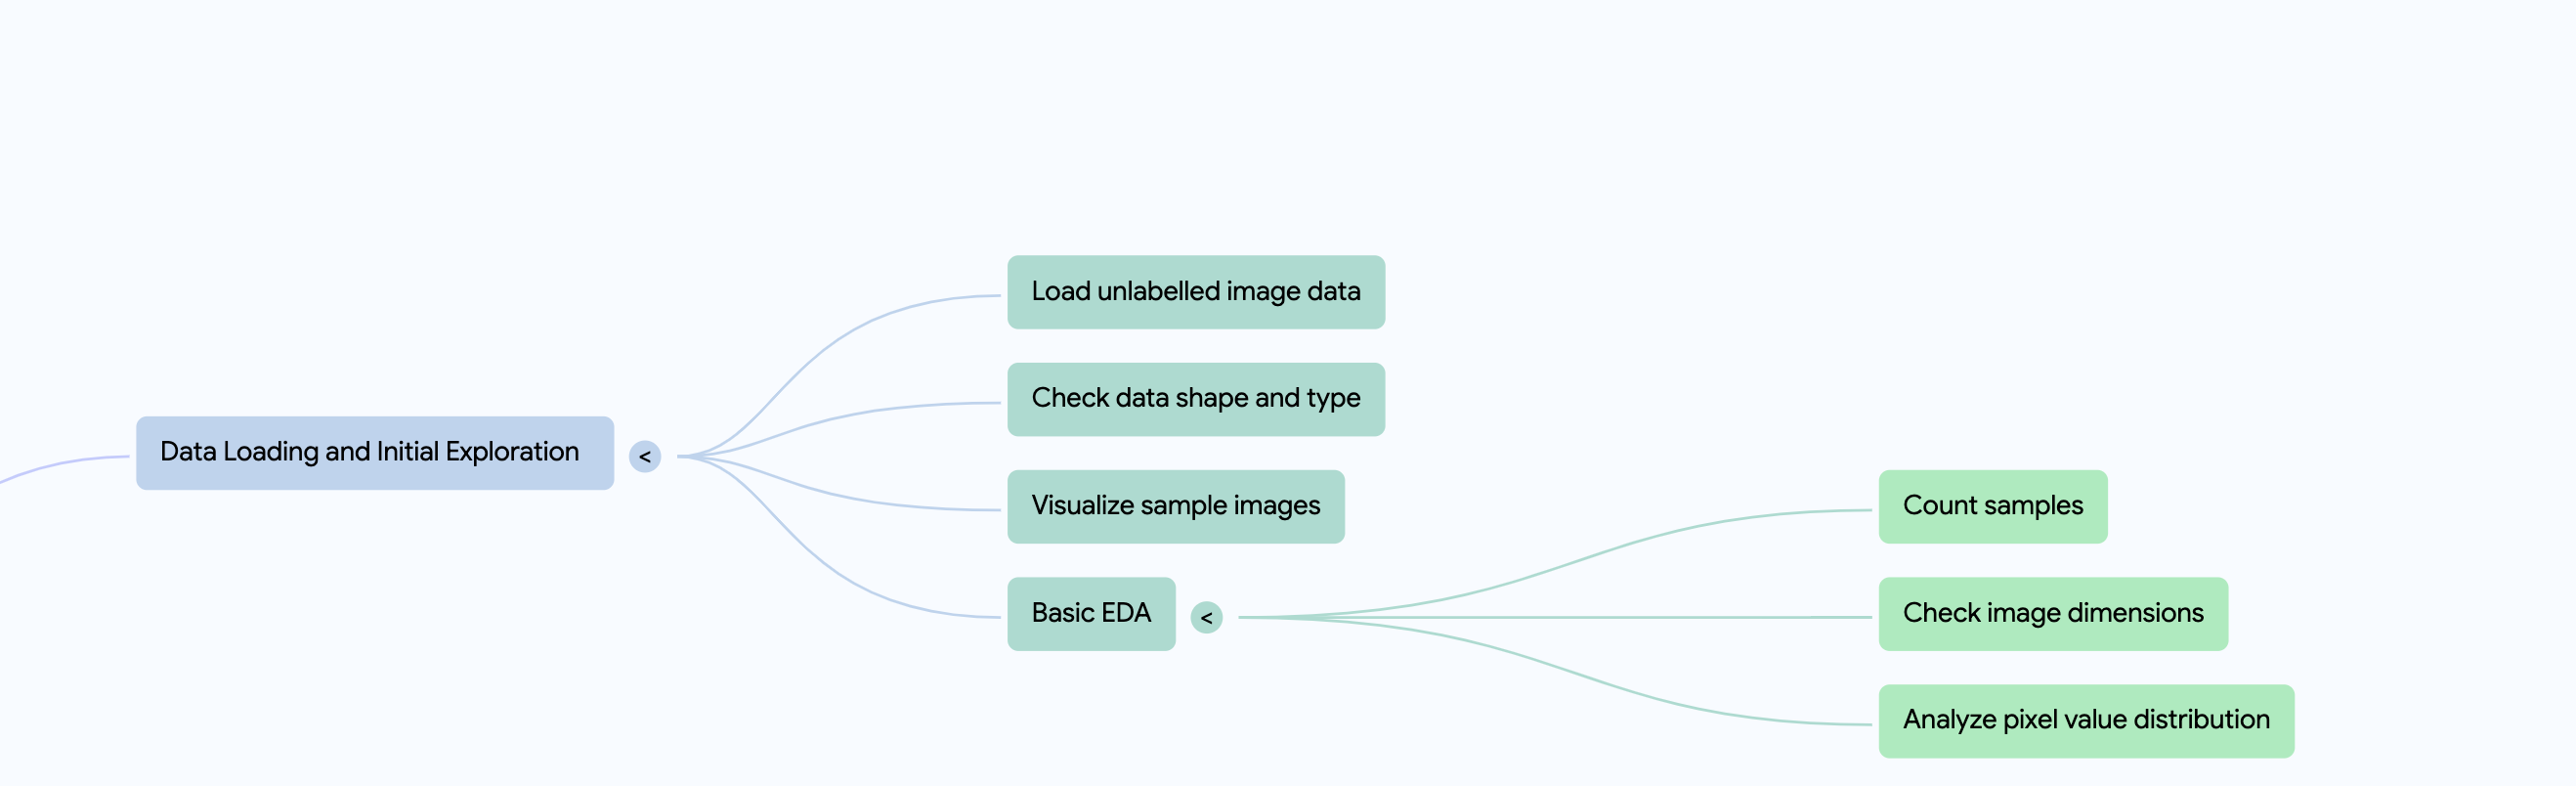 Data Loading and Initial Exploration
<
Load unlabelled image data
Check data shape and type
Visualize sample images
Basic EDA
<
Count samples
Check image dimensions
Analyze pixel value distribution